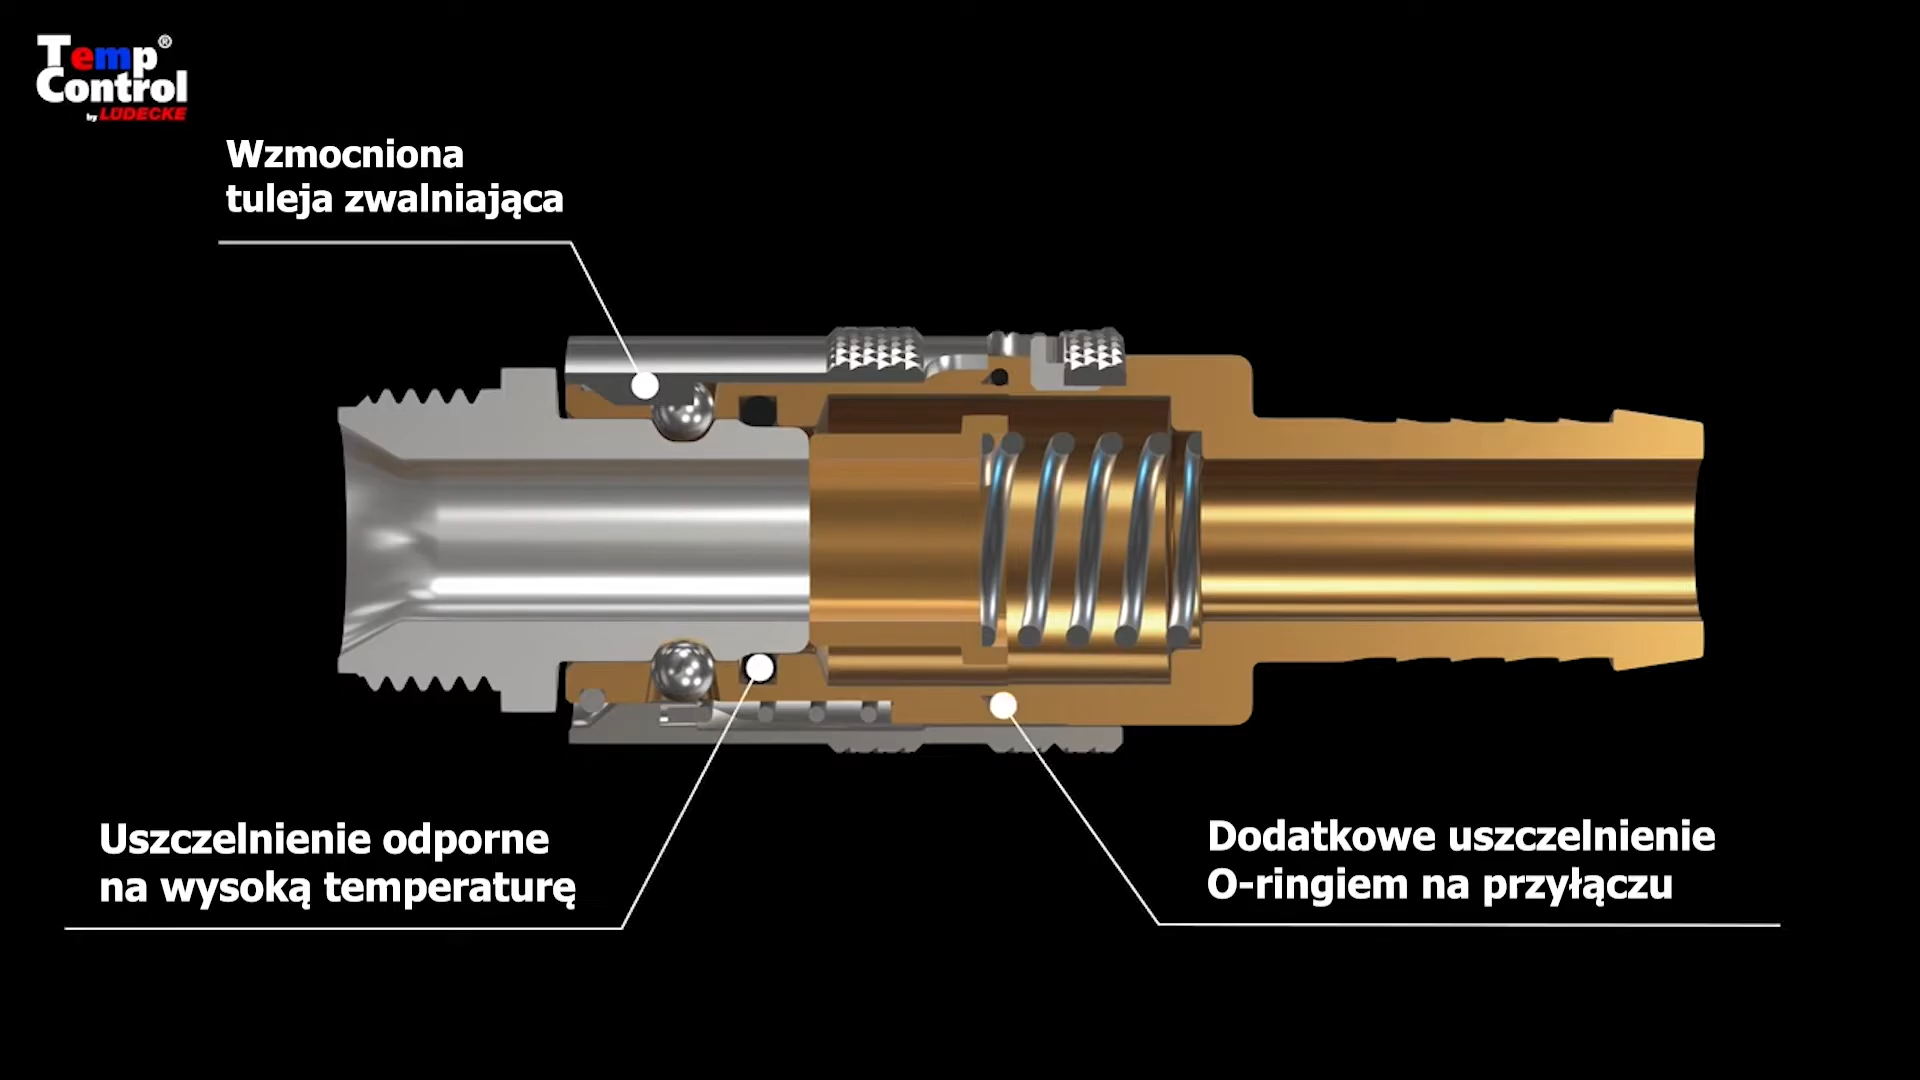 Temp®
Control
by LÜDECKE
Wzmocniona
tuleja zwalniająca
Uszczelnienie odporne
na wysoką temperaturę
Dodatkowe uszczelnienie
O-ringiem na przyłączu